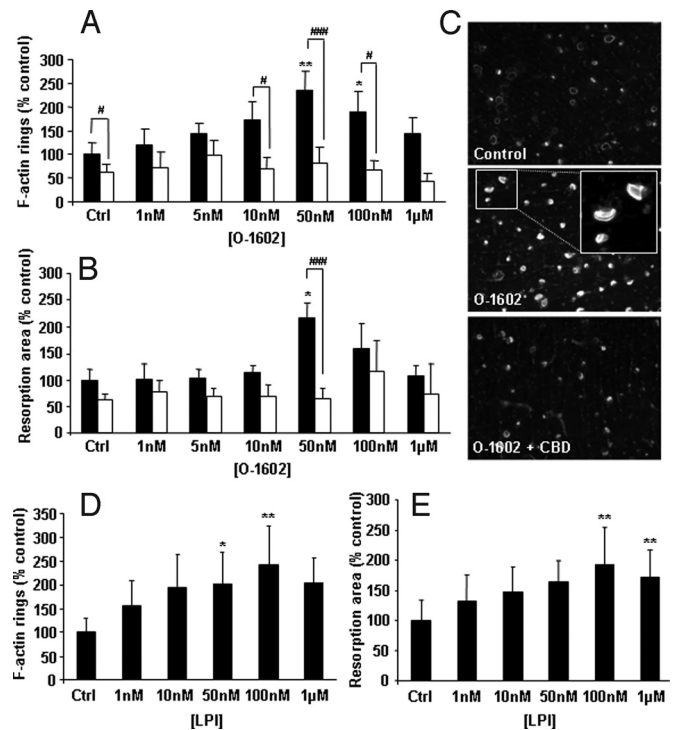 A
F-actin rings (% control)
300
250
200
150
100
50
0
#
#
**
###
*
#
Ctrl 1nM 5nM 10nM 50nM 100nM 1µM
[O-1602]
B
Resorption area (% control)
300
250
200
150
100
50
0
*
###
Ctrl 1nM 5nM 10nM 50nM 100nM 1µM
[O-1602]
C
Control
O-1602
O-1602 + CBD
D
F-actin rings (% control)
350
300
250
200
150
100
50
0
*
**
Ctrl 1nM 10nM 50nM 100nM 1µM
[LPI]
E
Resorption area (% control)
300
250
200
150
100
50
0
**
**
Ctrl 1nM 10nM 50nM 100nM 1µM
[LPI]